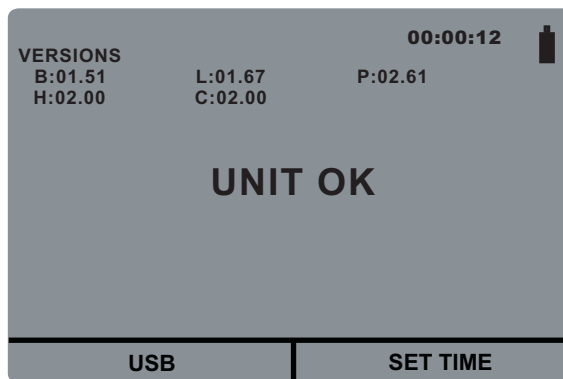 00:00:12
VERSIONS
B:01.51 L:01.67 P:02.61
H:02.00 C:02.00
UNIT OK
USB SET TIME